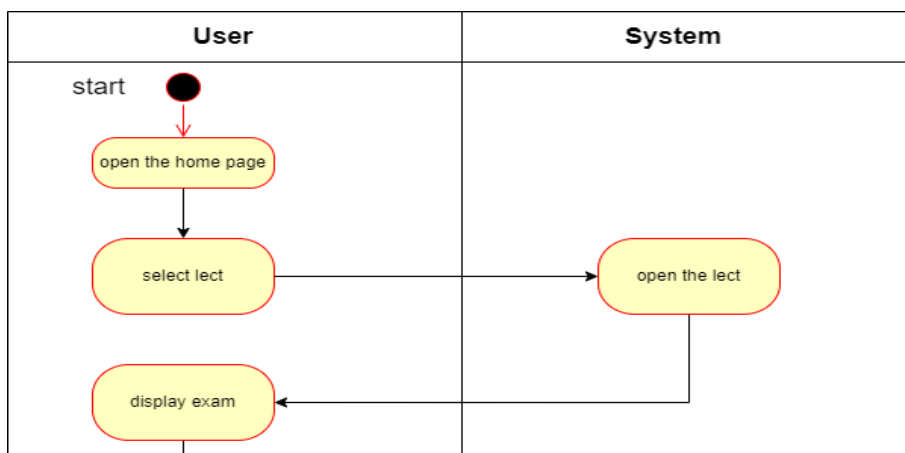 User
System
start
open the home page
select lect
open the lect
display exam